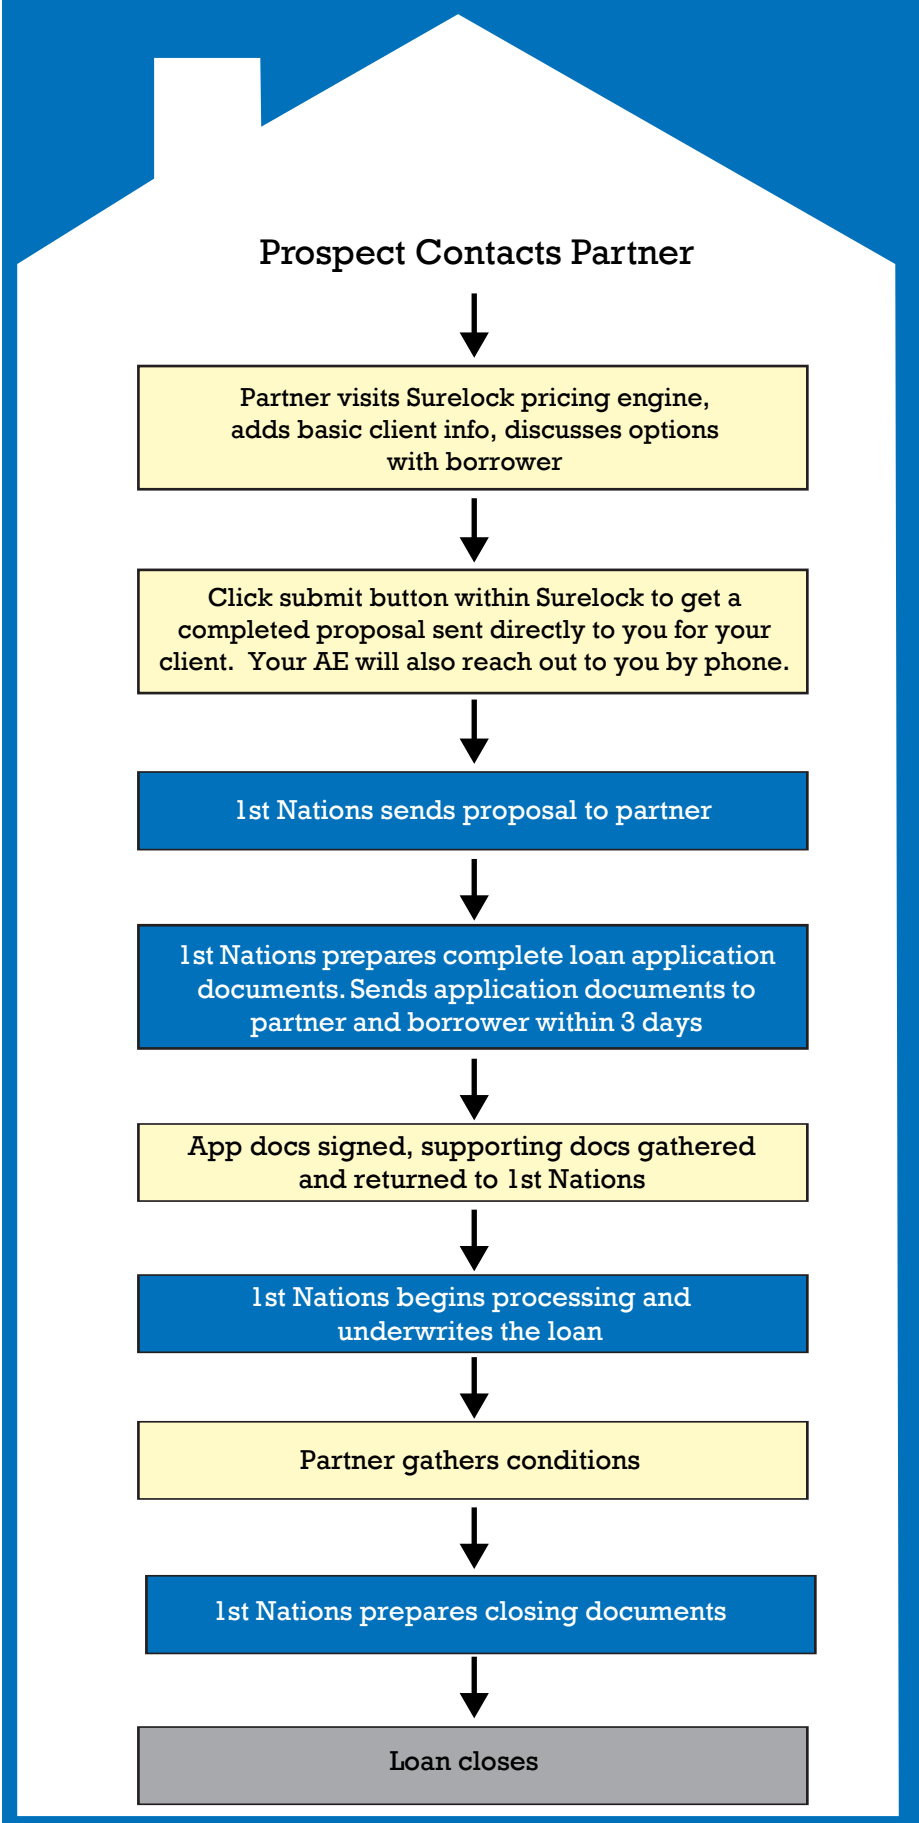 Prospect Contacts Partner
Partner visits Surelock pricing engine,
adds basic client info, discusses options
with borrower
Click submit button within Surelock to get a
completed proposal sent directly to you for your
client.  Your AE will also reach out to you by phone.
1st Nations sends proposal to partner
1st Nations prepares complete loan application
documents. Sends application documents to
partner and borrower within 3 days
App docs signed, supporting docs gathered
and returned to 1st Nations
1st Nations begins processing and
underwrites the loan
Partner gathers conditions
1st Nations prepares closing documents
Loan closes